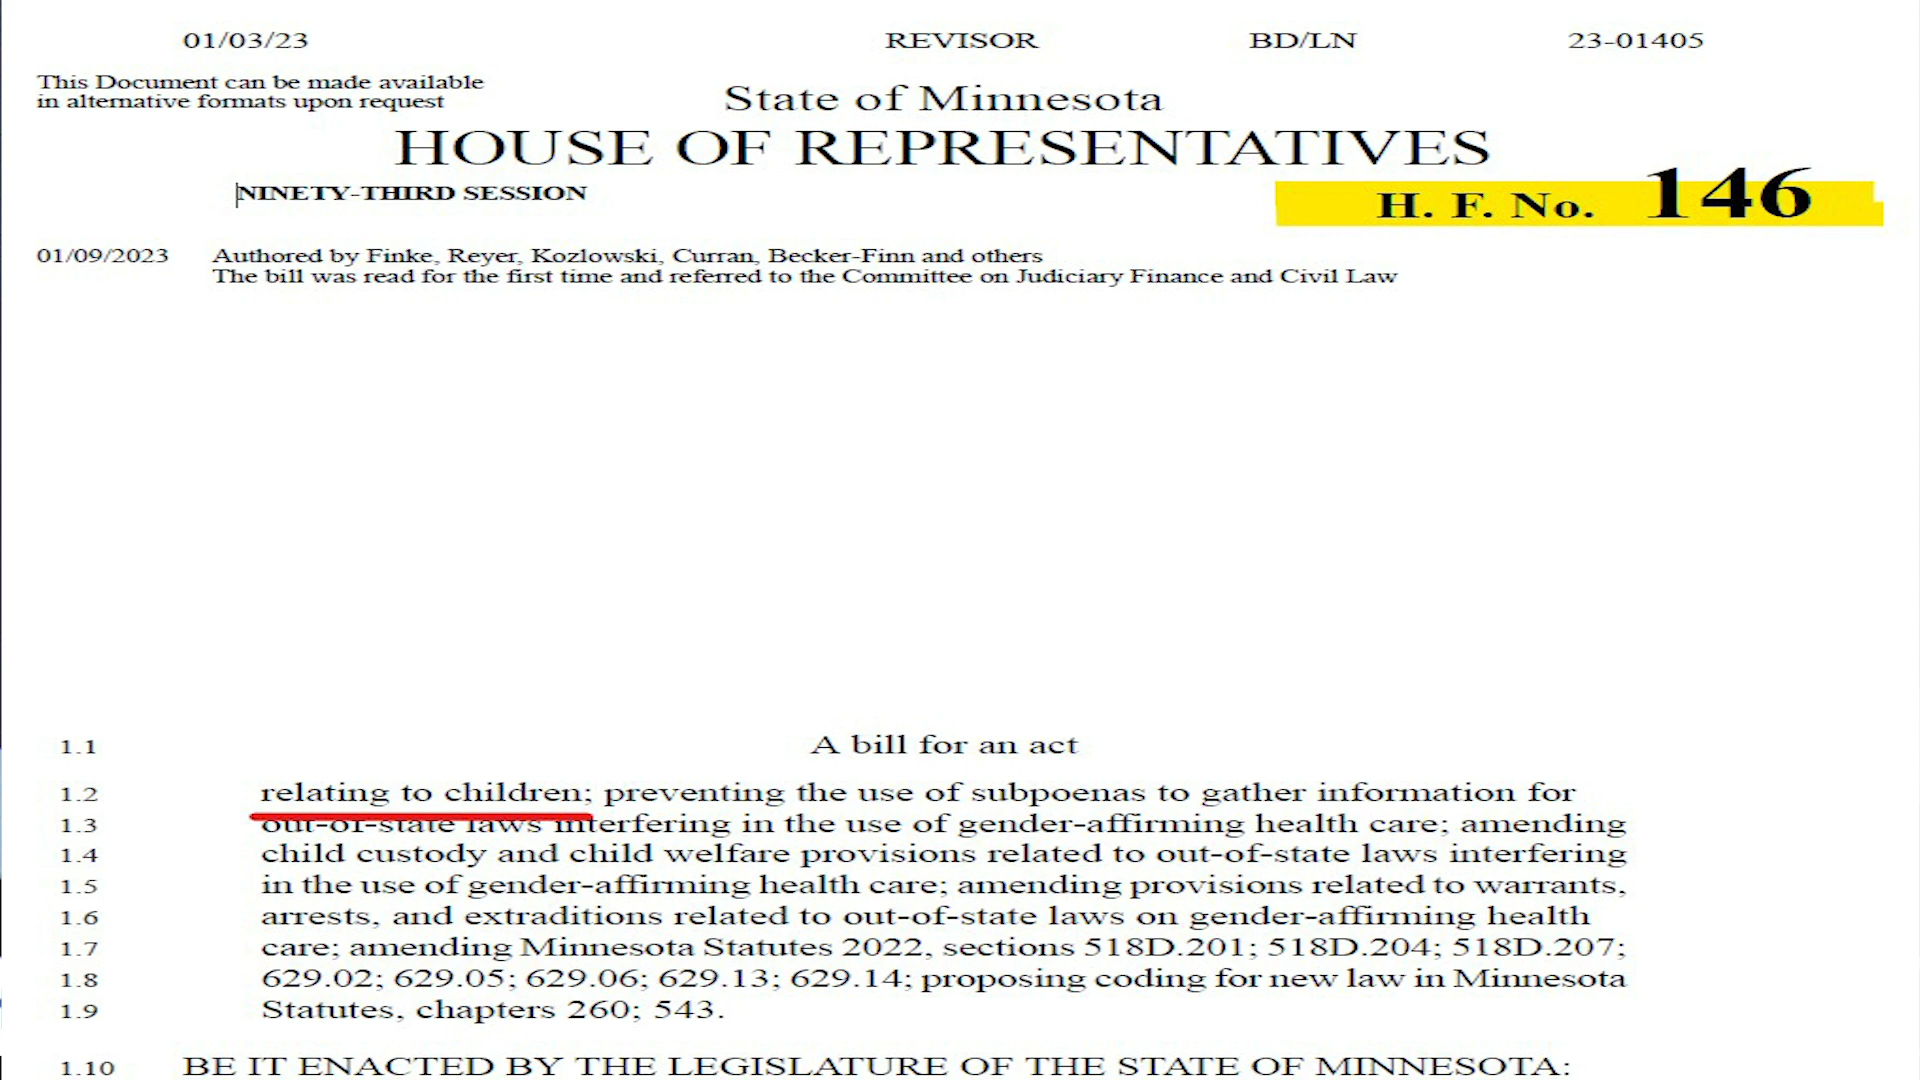 01/03/23 REVISOR BD/LN 23-01405
This Document can be made available
in alternative formats upon request
State of Minnesota
HOUSE OF REPRESENTATIVES
NINETY-THIRD SESSION
H. F. No. 146
01/09/2023 Authored by Finke, Reyer, Kozlowski, Curran, Becker-Finn and others
The bill was read for the first time and referred to the Committee on Judiciary Finance and Civil Law
1.1 A bill for an act
1.2 relating to children; preventing the use of subpoenas to gather information for
1.3 out-of-state laws interfering in the use of gender-affirming health care; amending
1.4 child custody and child welfare provisions related to out-of-state laws interfering
1.5 in the use of gender-affirming health care; amending provisions related to warrants,
1.6 arrests, and extraditions related to out-of-state laws on gender-affirming health
1.7 care; amending Minnesota Statutes 2022, sections 518D.201; 518D.204; 518D.207;
1.8 629.02; 629.05; 629.06; 629.13; 629.14; proposing coding for new law in Minnesota
1.9 Statutes, chapters 260; 543.
1.10 BE IT ENACTED BY THE LEGISLATURE OF THE STATE OF MINNESOTA: